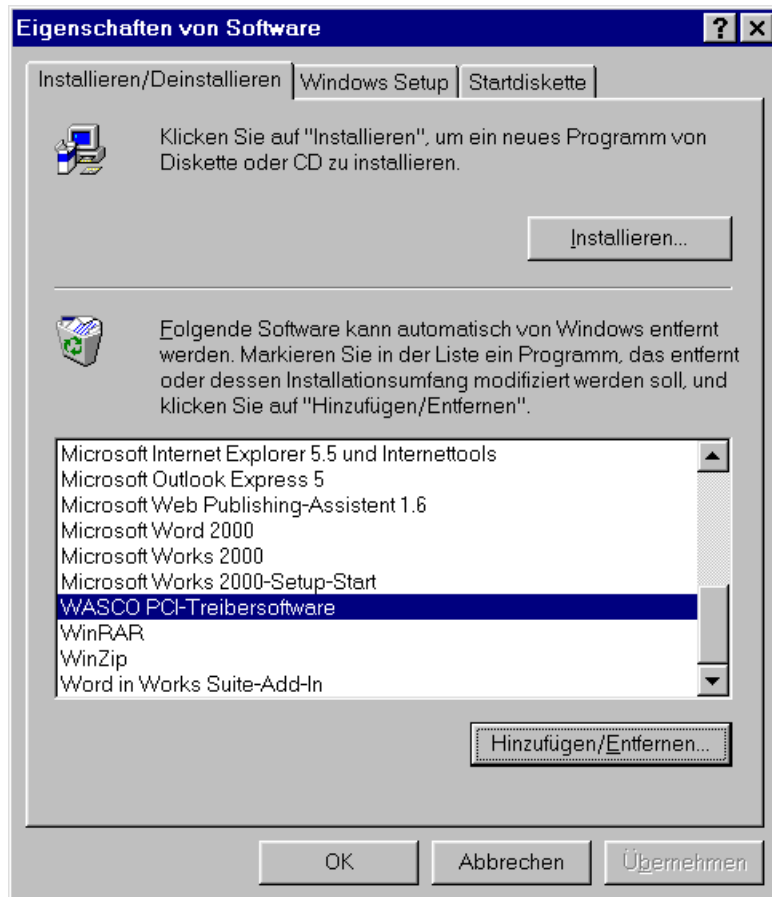 Eigenschaften von Software
Installieren/Deinstallieren
Windows Setup
Startdiskette
Klicken Sie auf "Installieren", um ein neues Programm von
Diskette oder CD zu installieren.
Installieren...
Folgende Software kann automatisch von Windows entfernt
werden. Markieren Sie in der Liste ein Programm, das entfernt
oder dessen Installationsumfang modifiziert werden soll, und
klicken Sie auf "Hinzufügen/Entfernen".
Microsoft Internet Explorer 5.5 und Internettools
Microsoft Outlook Express 5
Microsoft Web Publishing-Assistent 1.6
Microsoft Word 2000
Microsoft Works 2000
Microsoft Works 2000-Setup-Start
WASCO PCI-Treibersoftware
WinRAR
WinZip
Word in Works Suite-Add-In
Hinzufügen/Entfernen...
OK
Abbrechen
Übernehmen